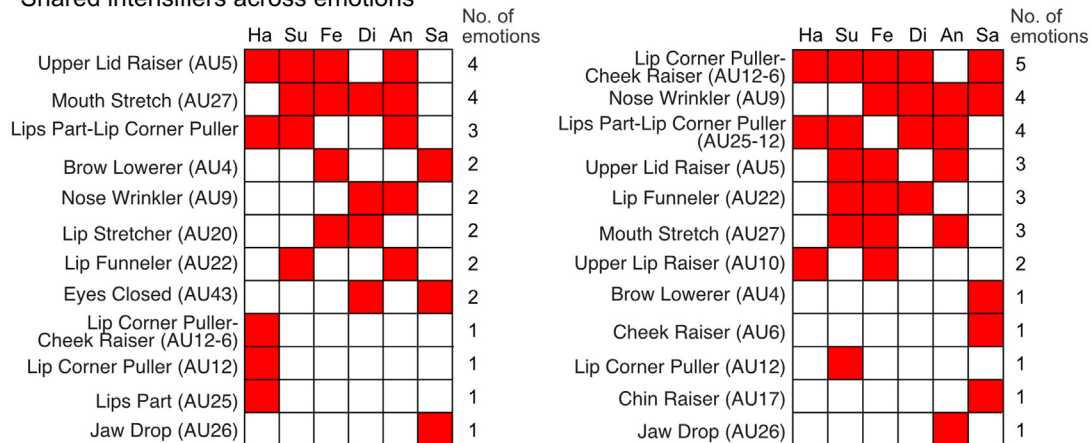 Shared intensifiers across emotions
No. of
emotions
Ha Su Fe Di An Sa
Upper Lid Raiser (AU5) 4
Mouth Stretch (AU27) 4
Lips Part-Lip Corner Puller 3
Brow Lowerer (AU4) 2
Nose Wrinkler (AU9) 2
Lip Stretcher (AU20) 2
Lip Funneler (AU22) 2
Eyes Closed (AU43) 2
Lip Corner Puller-
Cheek Raiser (AU12-6) 1
Lip Corner Puller (AU12) 1
Lips Part (AU25) 1
Jaw Drop (AU26) 1
No. of
emotions
Ha Su Fe Di An Sa
Lip Corner Puller-
Cheek Raiser (AU12-6) 5
Nose Wrinkler (AU9) 4
Lips Part-Lip Corner Puller
(AU25-12) 4
Upper Lid Raiser (AU5) 3
Lip Funneler (AU22) 3
Mouth Stretch (AU27) 3
Upper Lip Raiser (AU10) 2
Brow Lowerer (AU4) 1
Cheek Raiser (AU6) 1
Lip Corner Puller (AU12) 1
Chin Raiser (AU17) 1
Jaw Drop (AU26) 1